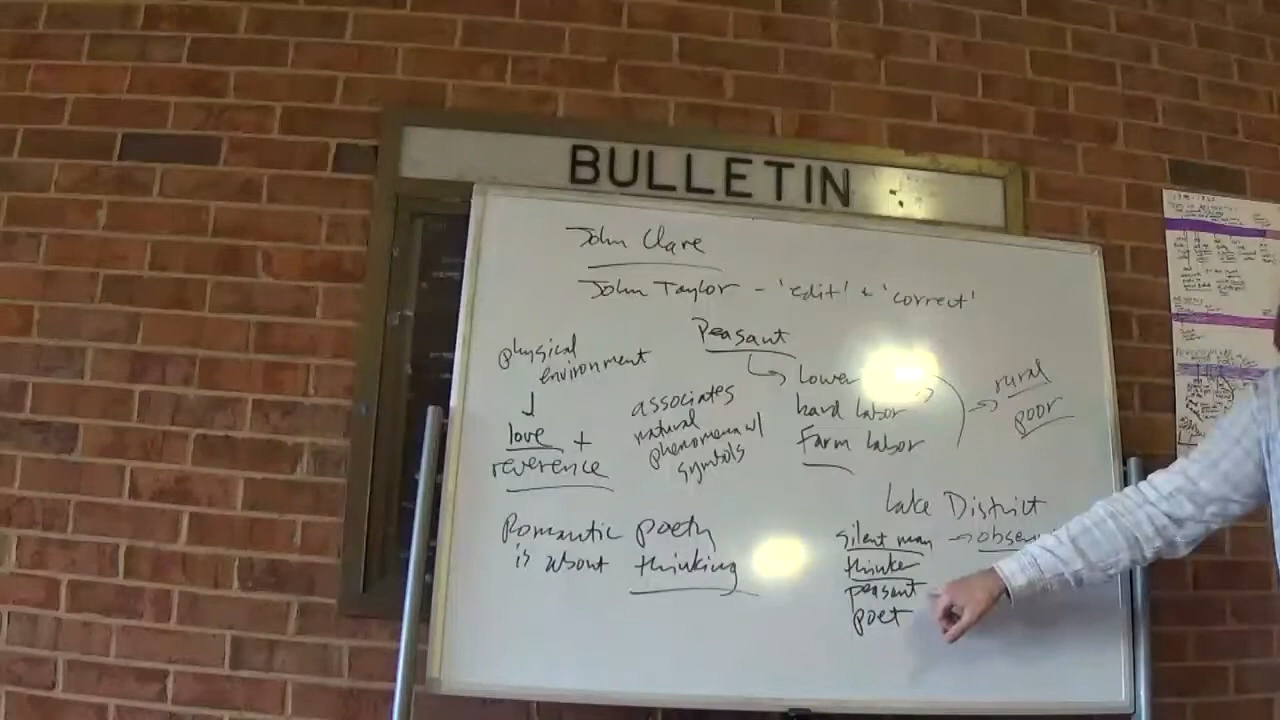 BULLETIN
John Clare
John Taylor - 'edit' + 'correct'
Peasant
Lower
hard labor
Farm labor
rural
poor
physical
environment
love +
reverence
associates
natural
phenomena w/
symbols
Romantic poetry
is about thinking
Lake District
silent man → obser
thinker
peasant
poet